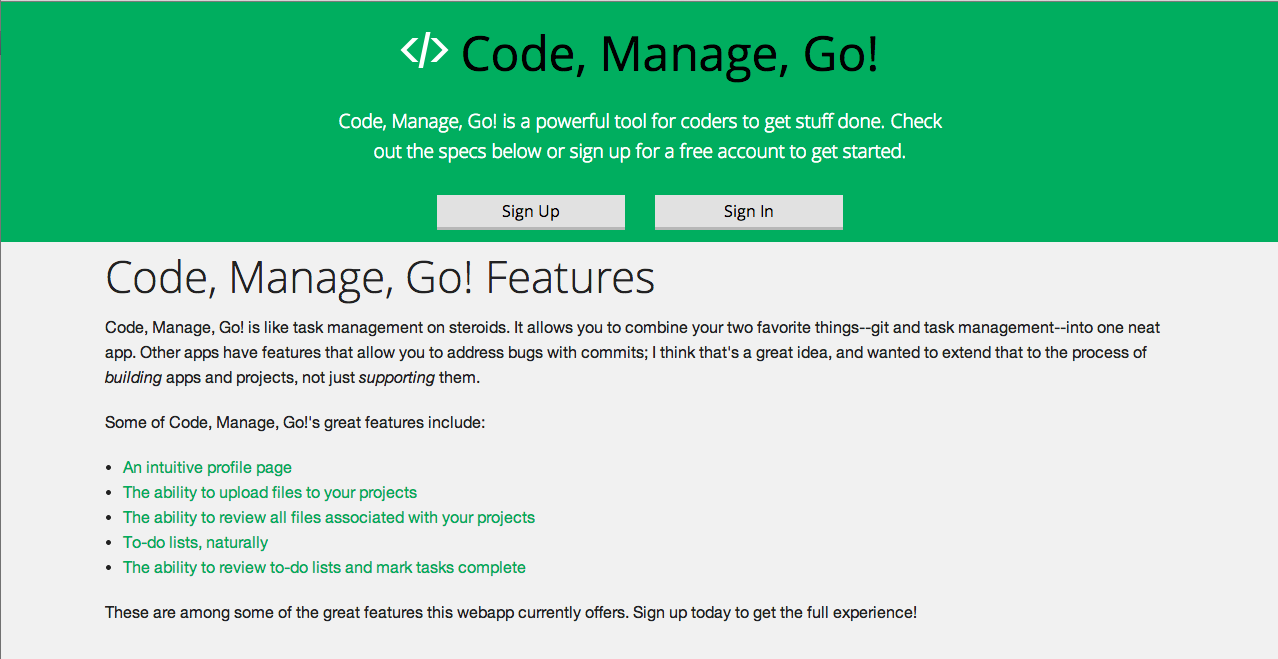 </> Code, Manage, Go!
Code, Manage, Go! is a powerful tool for coders to get stuff done. Check
out the specs below or sign up for a free account to get started.
Sign Up
Sign In
Code, Manage, Go! Features
Code, Manage, Go! is like task management on steroids. It allows you to combine your two favorite things--git and task management--into one neat
app. Other apps have features that allow you to address bugs with commits; I think that's a great idea, and wanted to extend that to the process of
building apps and projects, not just supporting them.
Some of Code, Manage, Go!'s great features include:
• An intuitive profile page
• The ability to upload files to your projects
• The ability to review all files associated with your projects
• To-do lists, naturally
• The ability to review to-do lists and mark tasks complete
These are among some of the great features this webapp currently offers. Sign up today to get the full experience!